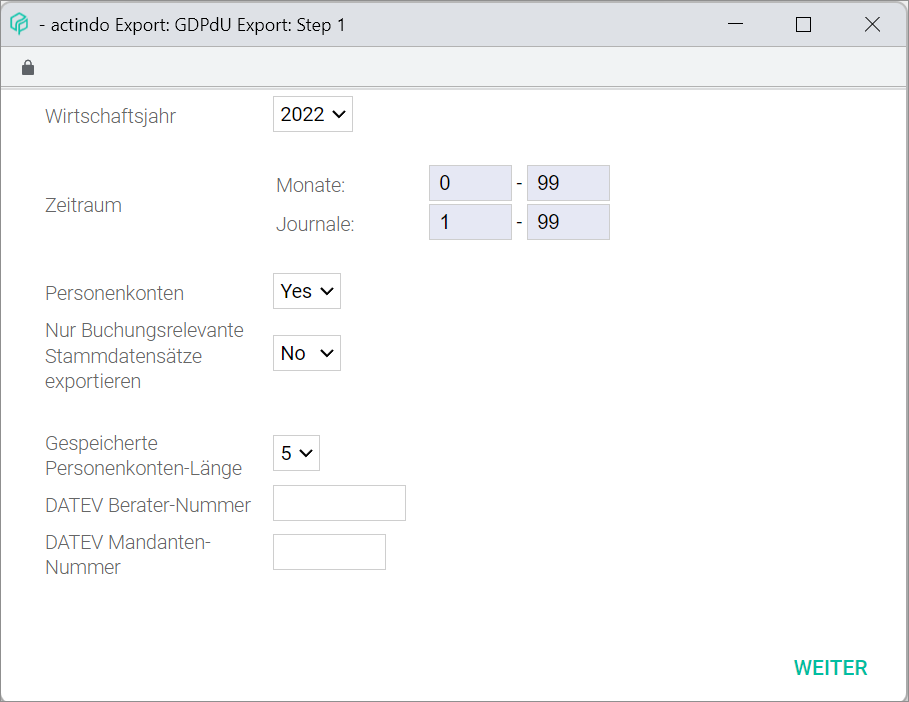 - actindo Export: GDPdU Export: Step 1
Wirtschaftsjahr 2022
Zeitraum
Monate: 0 - 99
Journale: 1 - 99
Personenkonten Yes
Nur Buchungsrelevante
Stammdatensätze No
exportieren
Gespeicherte
Personenkonten-Länge 5
DATEV Berater-Nummer
DATEV Mandanten-
Nummer
WEITER